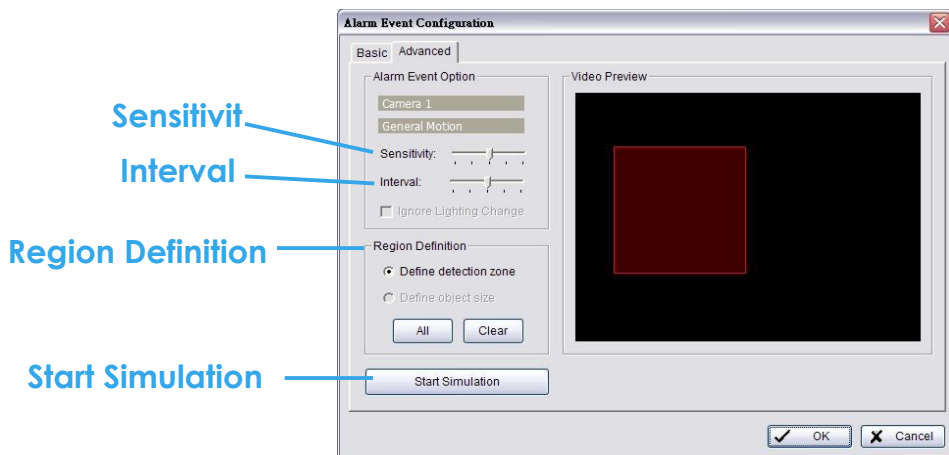 Alarm Event Configuration
Basic Advanced
Alarm Event Option
Camera 1
General Motion
Sensitivity:
Interval:
Ignore Lighting Change
Region Definition
Define detection zone
Define object size
All Clear
Start Simulation
Video Preview
OK Cancel
Sensitivit
Interval
Region Definition
Start Simulation